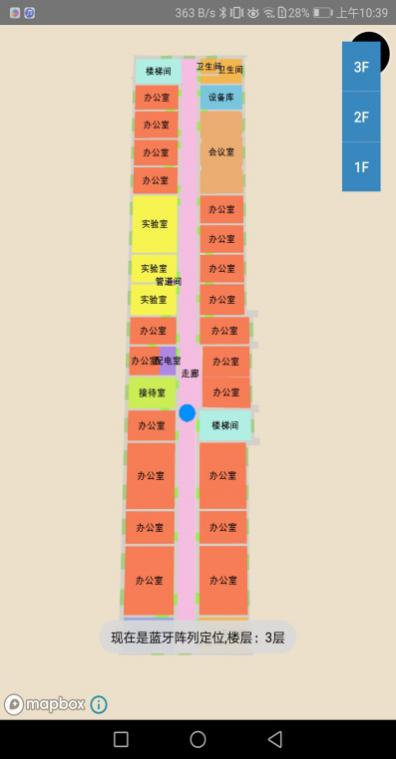 363 B/s 28% 上午10:39
楼梯间
卫生间
卫生间
3F
办公室
设备库
办公室
2F
办公室
会议室
办公室
1F
实验室
办公室
办公室
实验室
办公室
管道间
实验室
办公室
办公室
办公室
办公室
配电室
办公室
走廊
接待室
办公室
办公室
楼梯间
办公室
办公室
办公室
办公室
办公室
办公室
现在是蓝牙阵列定位,楼层：3层
mapbox